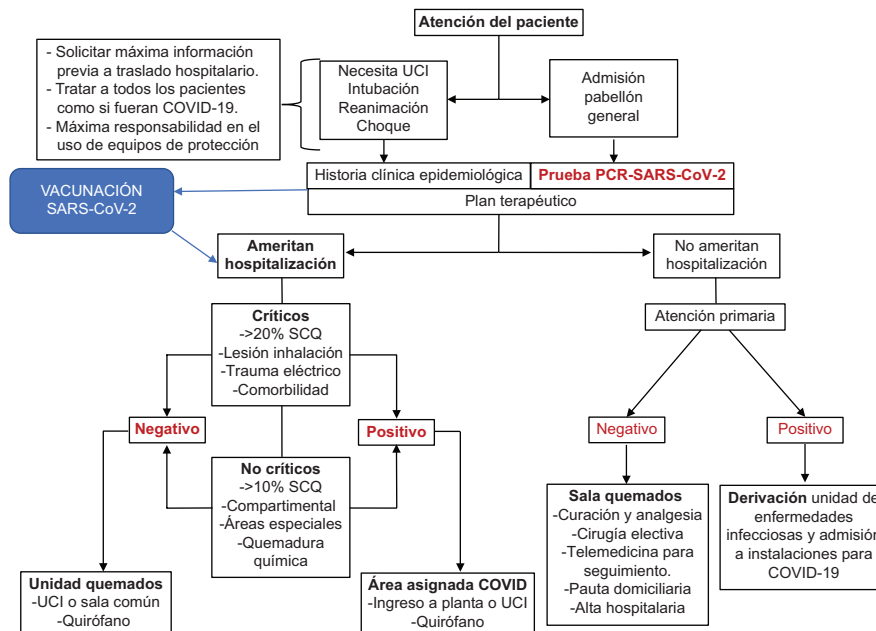 Atención del paciente
- Solicitar máxima información
previa a traslado hospitalario.
- Tratar a todos los pacientes
como si fueran COVID-19.
- Máxima responsabilidad en el
uso de equipos de protección
Necesita UCI
Intubación
Reanimación
Choque
Admisión
pabellón
general
Historia clínica epidemiológica
Prueba PCR-SARS-CoV-2
Plan terapéutico
VACUNACIÓN
SARS-CoV-2
Ameritan
hospitalización
No ameritan
hospitalización
Críticos
->20% SCQ
-Lesión inhalación
-Trauma eléctrico
-Comorbilidad
Atención primaria
Negativo
Positivo
Negativo
Positivo
No críticos
->10% SCQ
-Compartimental
-Áreas especiales
-Quemadura
química
Sala quemados
-Curación y analgesia
-Cirugía electiva
-Telemedicina para
seguimiento.
-Pauta domiciliaria
-Alta hospitalaria
Derivación unidad de
enfermedades
infecciosas y admisión
a instalaciones para
COVID-19
Unidad quemados
-UCI o sala común
-Quirófano
Área asignada COVID
-Ingreso a planta o UCI
-Quirófano